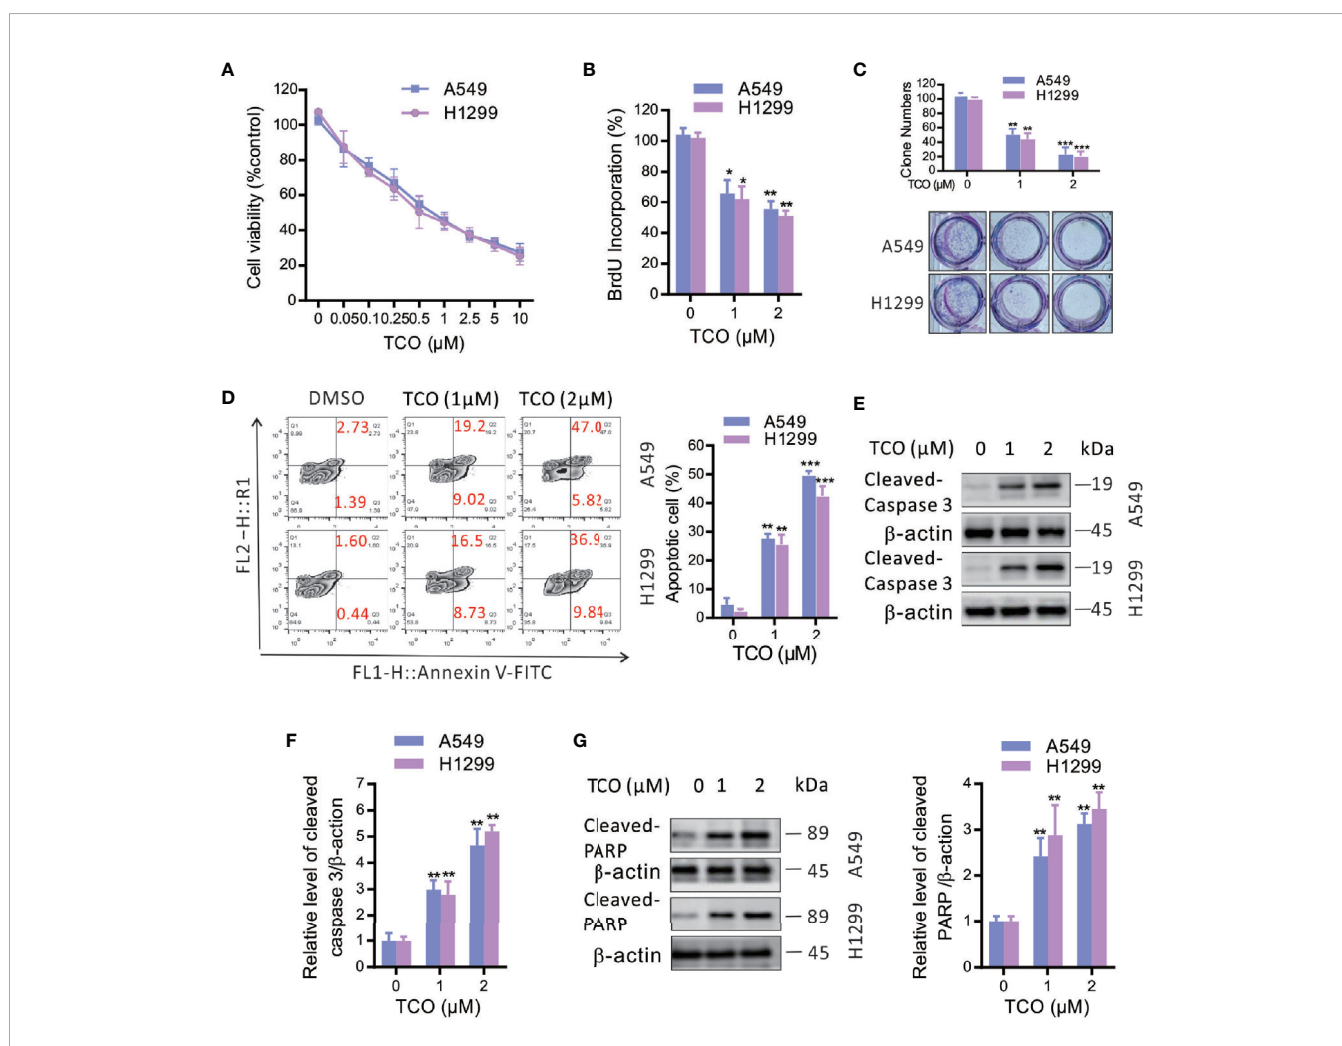 A
A549
H1299
Cell viability (%control)
120
100
80
60
40
20
0
0 0.05 0.10 0.25 0.5 1 2.5 5 10
TCO (μM)
B
A549
H1299
BrdU Incorporation (%)
120
100
80
60
40
20
0
* * ** **
0 1 2
TCO (μM)
C
A549
H1299
Clone Numbers
120
100
80
60
40
20
0
** ** *** ***
TCO (μM) 0 1 2
A549
H1299
D
DMSO TCO (1μM) TCO (2μM)
FL2 –H::R1
2.73 19.2 47.0
1.39 9.02 5.82
A549
1.60 16.5 36.9
0.44 8.73 9.84
H1299
FL1-H::Annexin V-FITC
A549
H1299
Apoptotic cell (%)
60
50
40
30
20
10
0
** ** *** ***
0 1 2
TCO (μM)
E
TCO (μM) 0 1 2 kDa
Cleaved-
Caspase 3
19
β-actin 45
A549
Cleaved-
Caspase 3
19
β-actin 45
H1299
F
A549
H1299
Relative level of cleaved
caspase 3/β-action
7
6
5
4
3
2
1
0
** ** ** **
0 1 2
TCO (μM)
G
TCO (μM) 0 1 2 kDa
Cleaved-
PARP
89
β-actin 45
A549
Cleaved-
PARP
89
β-actin 45
H1299
A549
H1299
Relative level of cleaved
PARP /β-action
4
3
2
1
0
** ** ** **
0 1 2
TCO (μM)